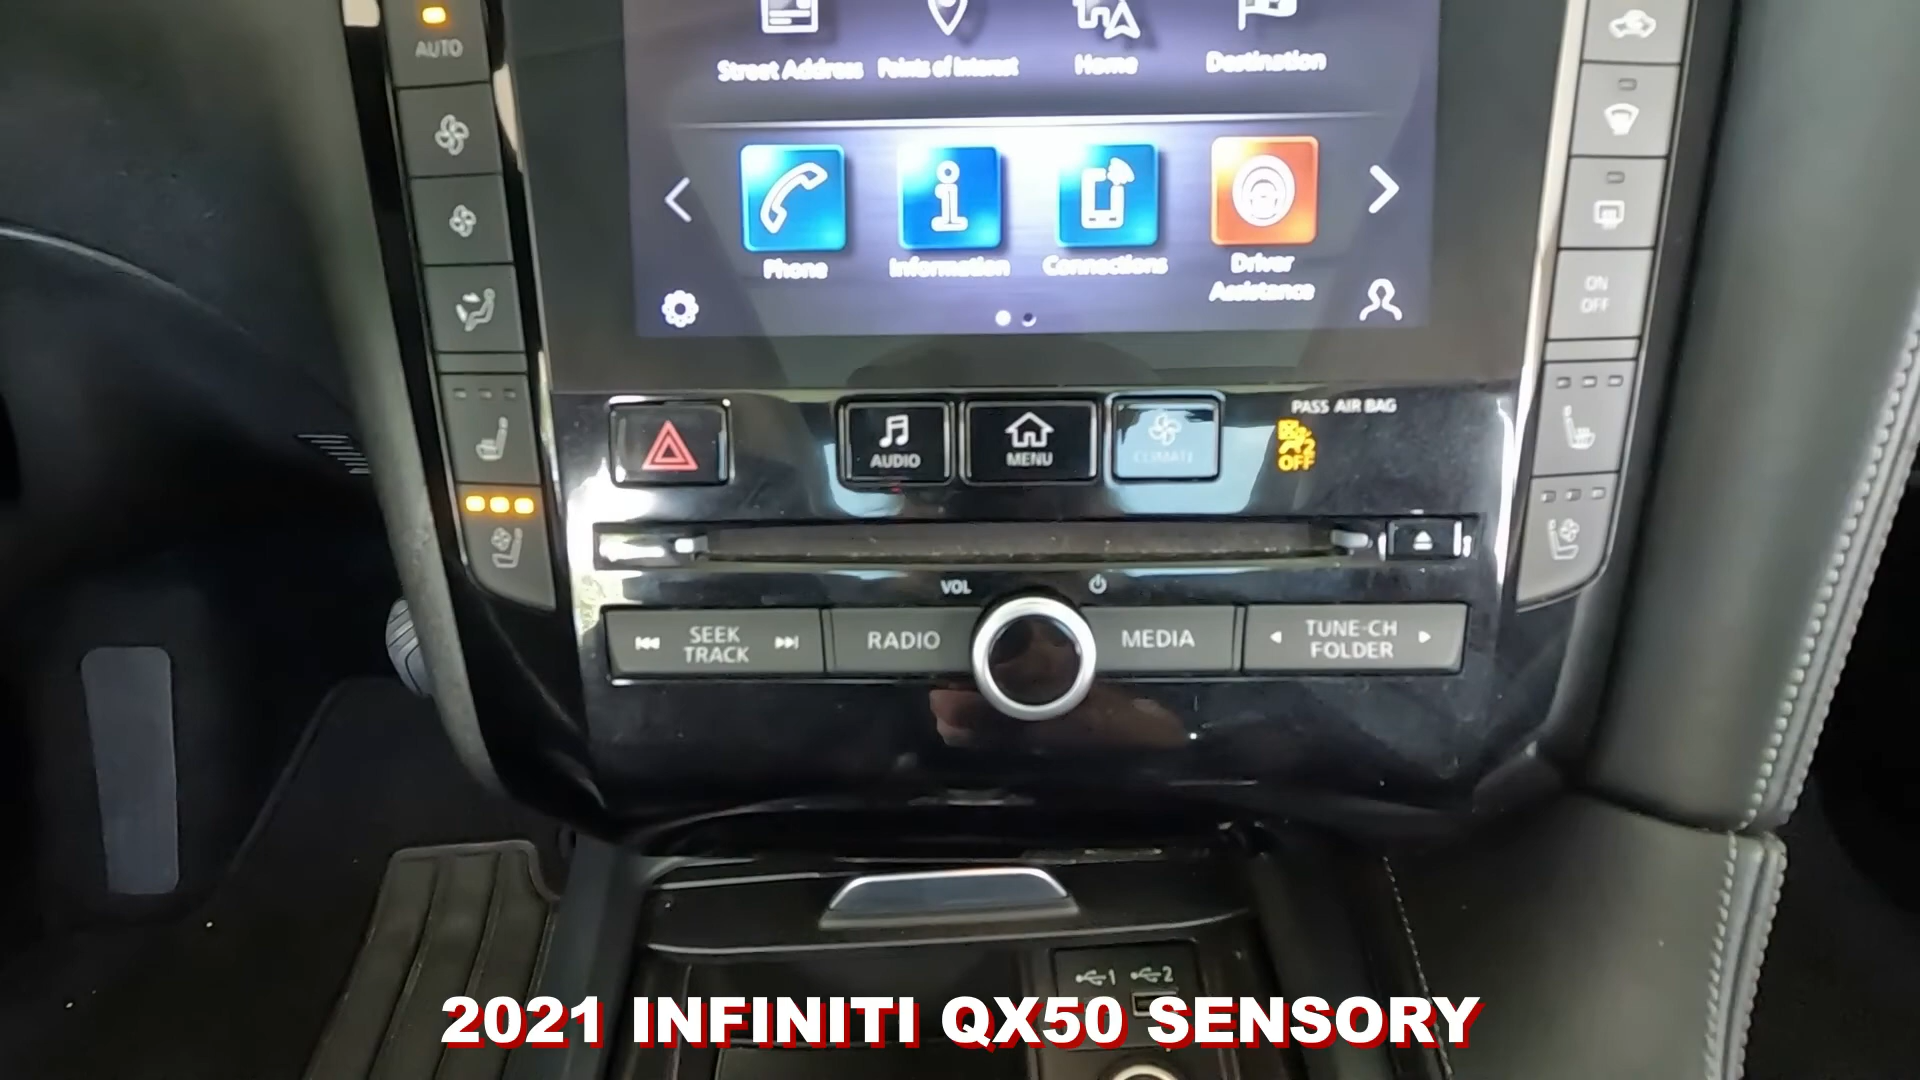 AUTO
Street Address Points of Interest Home Destination
Phone Information Connections Driver
Assistance
ON
OFF
PASS AIR BAG
AUDIO MENU CLIMATE
2
OFF
VOL
SEEK
TRACK
RADIO MEDIA
TUNE·CH
FOLDER
1 2
2021 INFINITI QX50 SENSORY